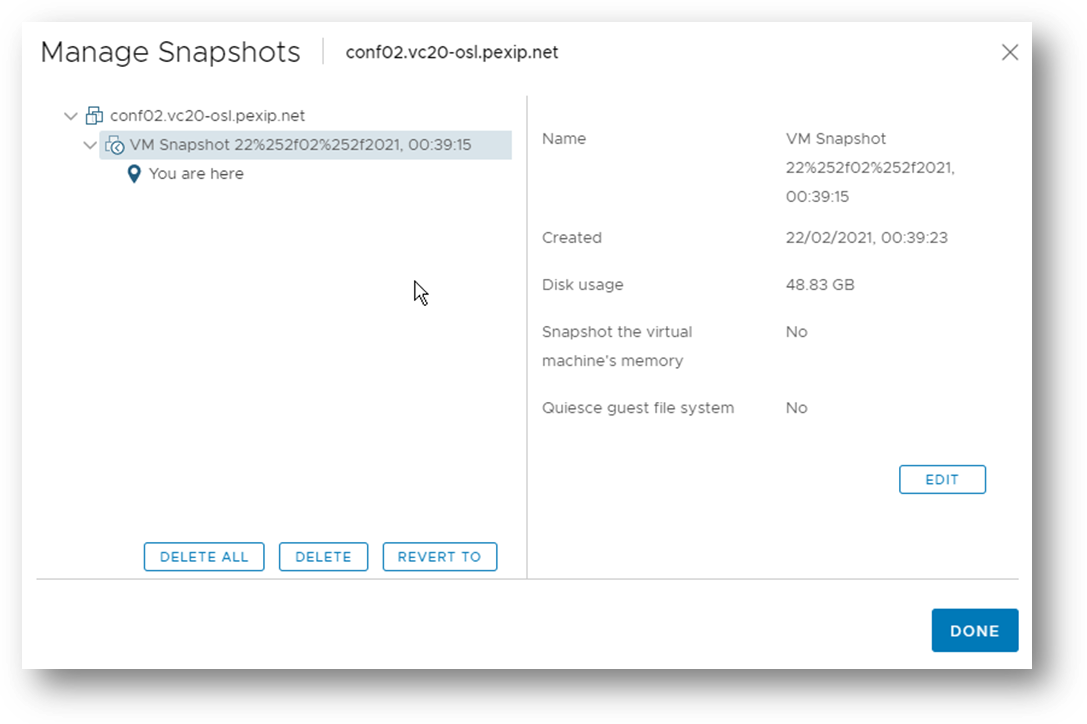 Manage Snapshots
conf02.vc20-osl.pexip.net
conf02.vc20-osl.pexip.net
VM Snapshot 22%252f02%252f2021, 00:39:15
You are here
Name
VM Snapshot
22%252f02%252f2021,
00:39:15
Created
22/02/2021, 00:39:23
Disk usage
48.83 GB
Snapshot the virtual
machine's memory
No
Quiesce guest file system
No
EDIT
DELETE ALL
DELETE
REVERT TO
DONE